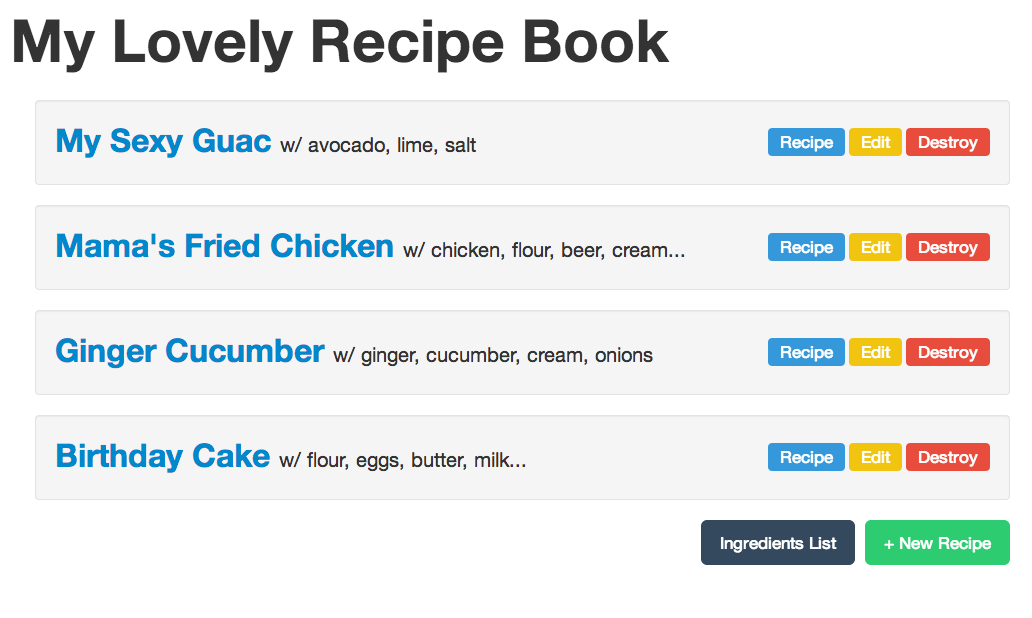 My Lovely Recipe Book
My Sexy Guac w/ avocado, lime, salt Recipe Edit Destroy
Mama's Fried Chicken w/ chicken, flour, beer, cream... Recipe Edit Destroy
Ginger Cucumber w/ ginger, cucumber, cream, onions Recipe Edit Destroy
Birthday Cake w/ flour, eggs, butter, milk... Recipe Edit Destroy
Ingredients List + New Recipe